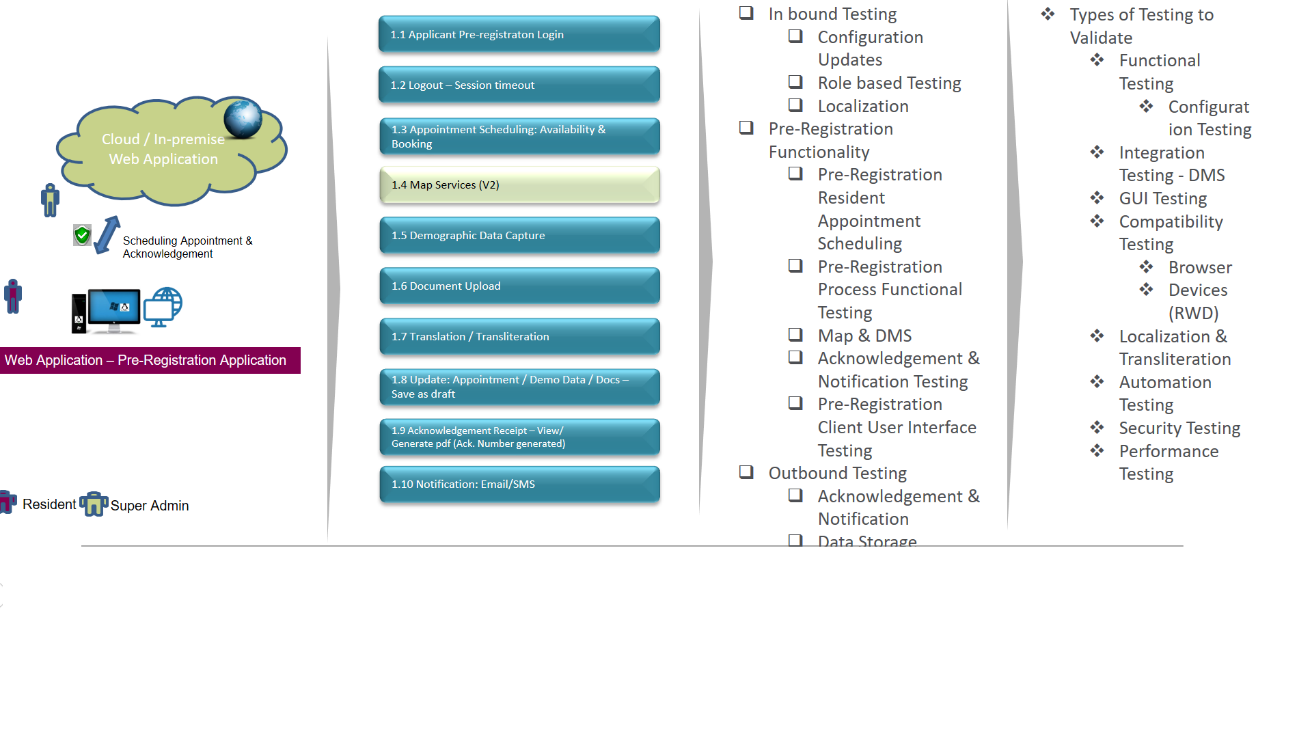 Cloud / In-premise
Web Application
Scheduling Appointment &
Acknowledgement
Web Application – Pre-Registration Application
Resident
Super Admin
1.1 Applicant Pre-registraton Login
1.2 Logout – Session timeout
1.3 Appointment Scheduling: Availability &
Booking
1.4 Map Services (V2)
1.5 Demographic Data Capture
1.6 Document Upload
1.7 Translation / Transliteration
1.8 Update: Appointment / Demo Data / Docs –
Save as draft
1.9 Acknowledgement Receipt – View/
Generate pdf (Ack. Number generated)
1.10 Notification: Email/SMS
In bound Testing
Configuration
Updates
Role based Testing
Localization
Pre-Registration
Functionality
Pre-Registration
Resident
Appointment
Scheduling
Pre-Registration
Process Functional
Testing
Map & DMS
Acknowledgement &
Notification Testing
Pre-Registration
Client User Interface
Testing
Outbound Testing
Acknowledgement &
Notification
Data Storage
Types of Testing to
Validate
Functional
Testing
Configurat
ion Testing
Integration
Testing - DMS
GUI Testing
Compatibility
Testing
Browser
Devices
(RWD)
Localization &
Transliteration
Automation
Testing
Security Testing
Performance
Testing